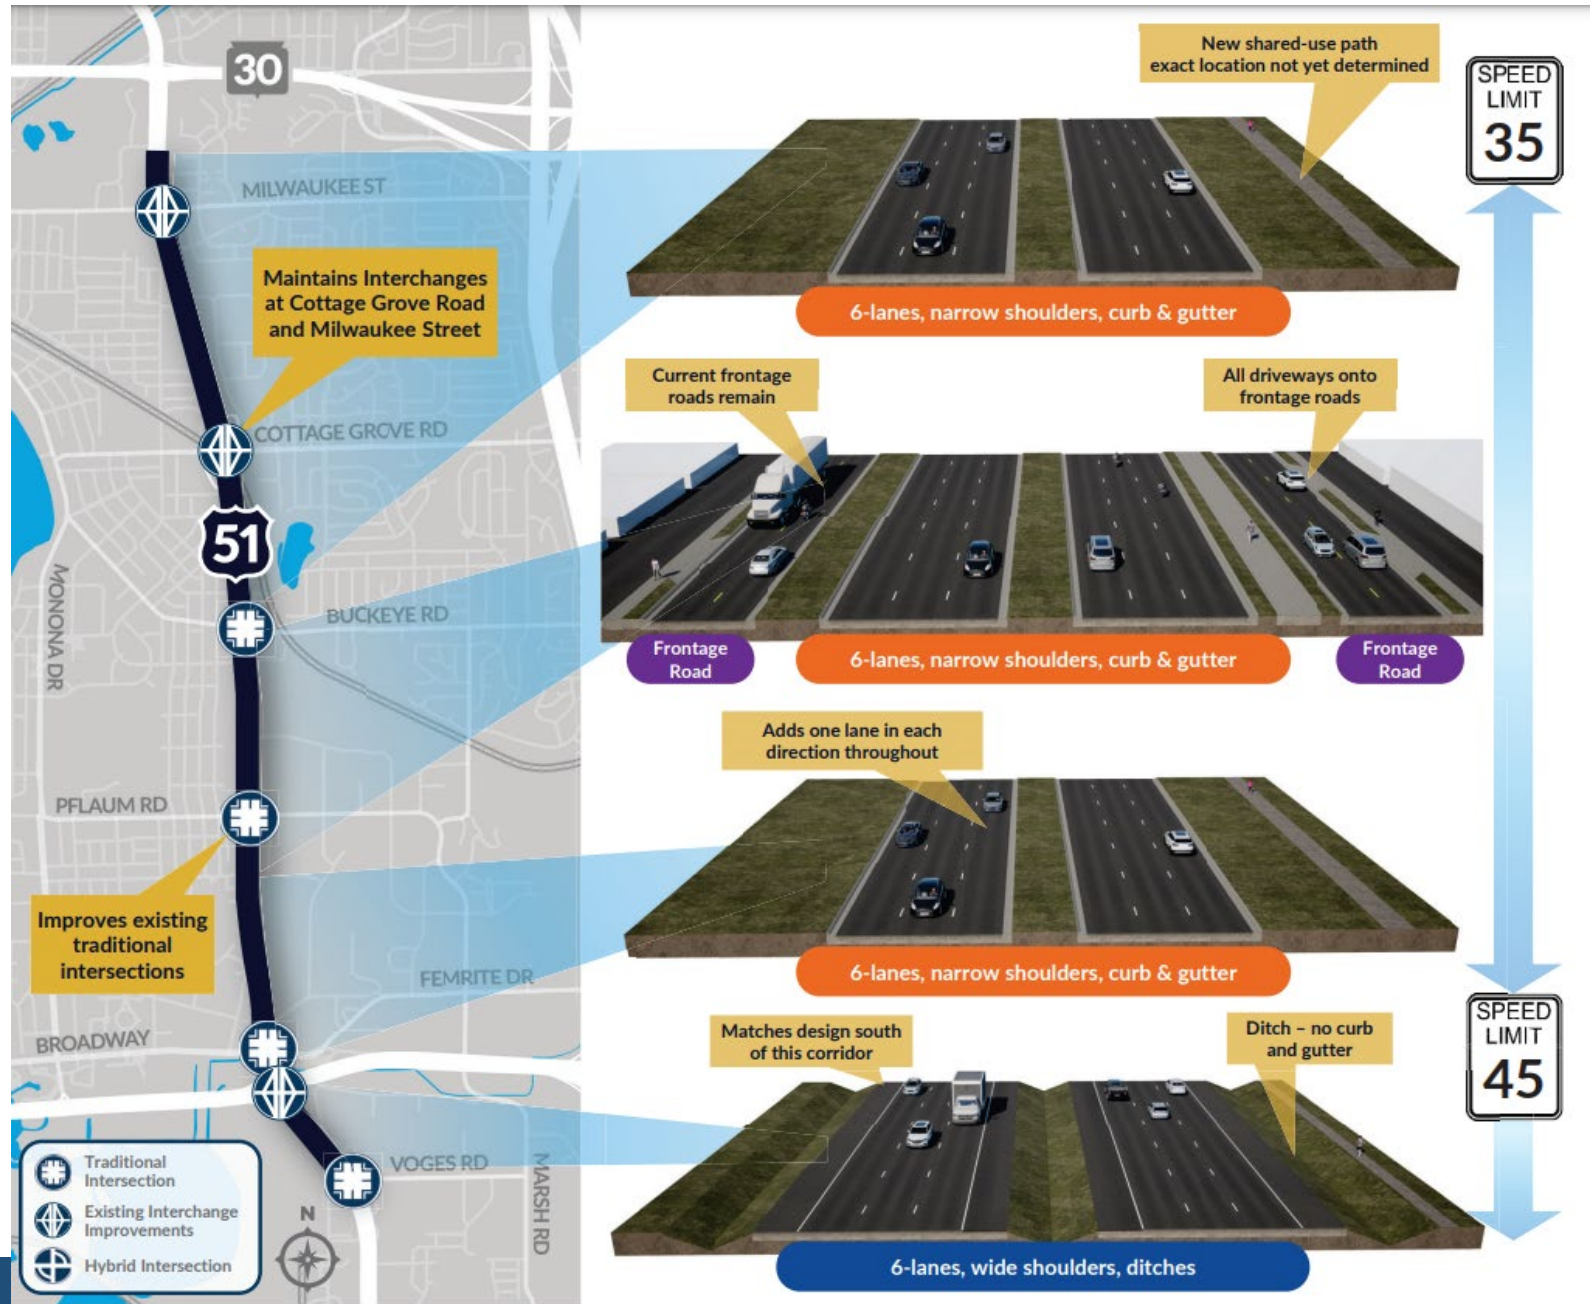 30
MILWAUKEE ST
Maintains Interchanges
at Cottage Grove Road
and Milwaukee Street
COTTAGE GROVE RD
51
BUCKEYE RD
MONONA DR
PFLAUM RD
Improves existing
traditional
intersections
FEMRITE DR
BROADWAY
VOGES RD
MARSH RD
Traditional
Intersection
Existing Interchange
Improvements
Hybrid Intersection
N
New shared-use path
exact location not yet determined
6-lanes, narrow shoulders, curb & gutter
Current frontage
roads remain
All driveways onto
frontage roads
Frontage
Road
6-lanes, narrow shoulders, curb & gutter
Frontage
Road
Adds one lane in each
direction throughout
6-lanes, narrow shoulders, curb & gutter
Matches design south
of this corridor
Ditch – no curb
and gutter
6-lanes, wide shoulders, ditches
SPEED
LIMIT
35
SPEED
LIMIT
45